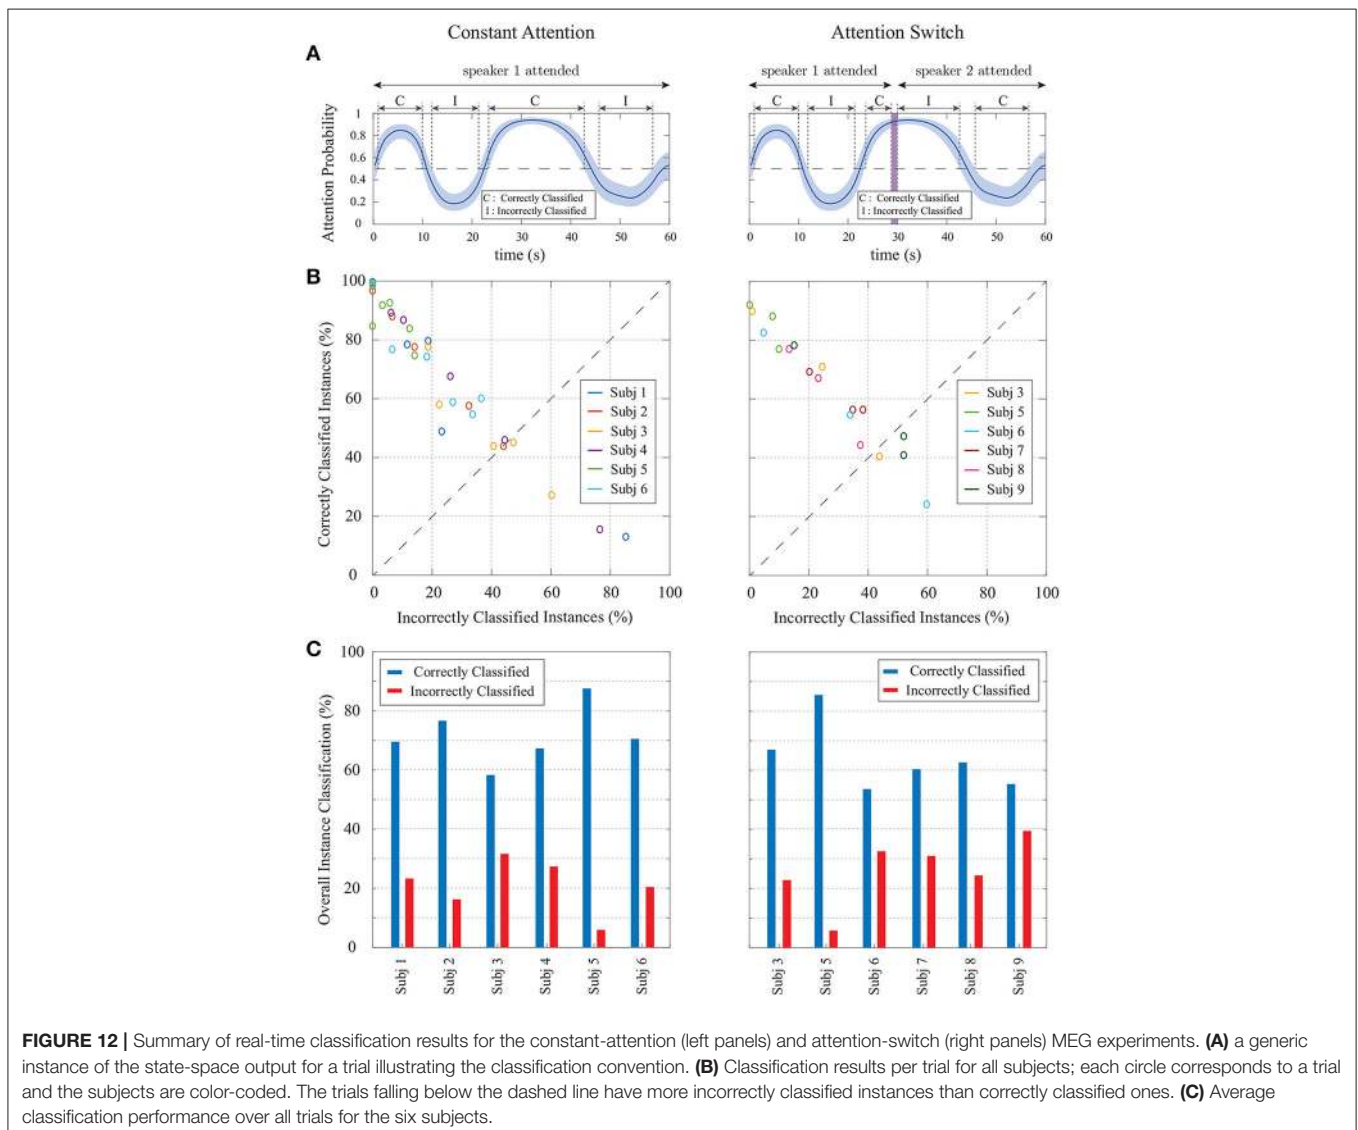 Constant Attention
Attention Switch
A
speaker 1 attended
speaker 1 attended
speaker 2 attended
C
I
C
I
C
I
C
I
C
Attention Probability
1
0.8
0.6
0.4
0.2
C : Correctly Classified
I : Incorrectly Classified
C : Correctly Classified
I : Incorrectly Classified
0 10 20 30 40 50 60
0 10 20 30 40 50 60
time (s)
time (s)
B
Correctly Classified Instances (%)
100
80
60
40
20
0
Subj 1
Subj 2
Subj 3
Subj 4
Subj 5
Subj 6
Subj 3
Subj 5
Subj 6
Subj 7
Subj 8
Subj 9
0 20 40 60 80 100
0 20 40 60 80 100
Incorrectly Classified Instances (%)
Incorrectly Classified Instances (%)
C
Overall Instance Classification (%)
100
80
60
40
20
0
Correctly Classified
Incorrectly Classified
Correctly Classified
Incorrectly Classified
Subj 1
Subj 2
Subj 3
Subj 4
Subj 5
Subj 6
Subj 3
Subj 5
Subj 6
Subj 7
Subj 8
Subj 9
FIGURE 12 | Summary of real-time classification results for the constant-attention (left panels) and attention-switch (right panels) MEG experiments. (A) a generic
instance of the state-space output for a trial illustrating the classification convention. (B) Classification results per trial for all subjects; each circle corresponds to a trial
and the subjects are color-coded. The trials falling below the dashed line have more incorrectly classified instances than correctly classified ones. (C) Average
classification performance over all trials for the six subjects.